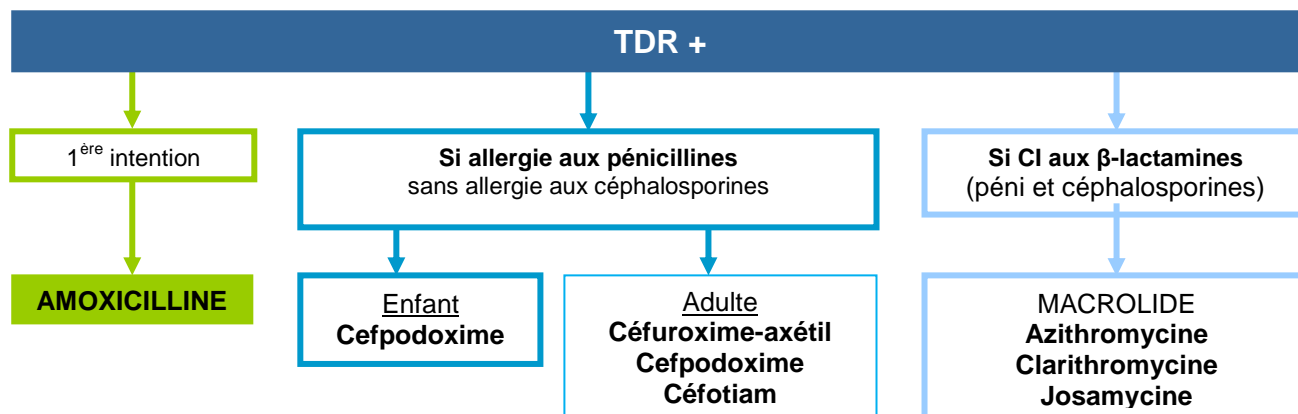 TDR +
1ère intention
AMOXICILLINE
Si allergie aux pénicillines
sans allergie aux céphalosporines
Enfant
Cefpodoxime
Adulte
Céfuroxime-axétil
Cefpodoxime
Céfotiam
Si CI aux β-lactamines
(péni et céphalosporines)
MACROLIDE
Azithromycine
Clarithromycine
Josamycine